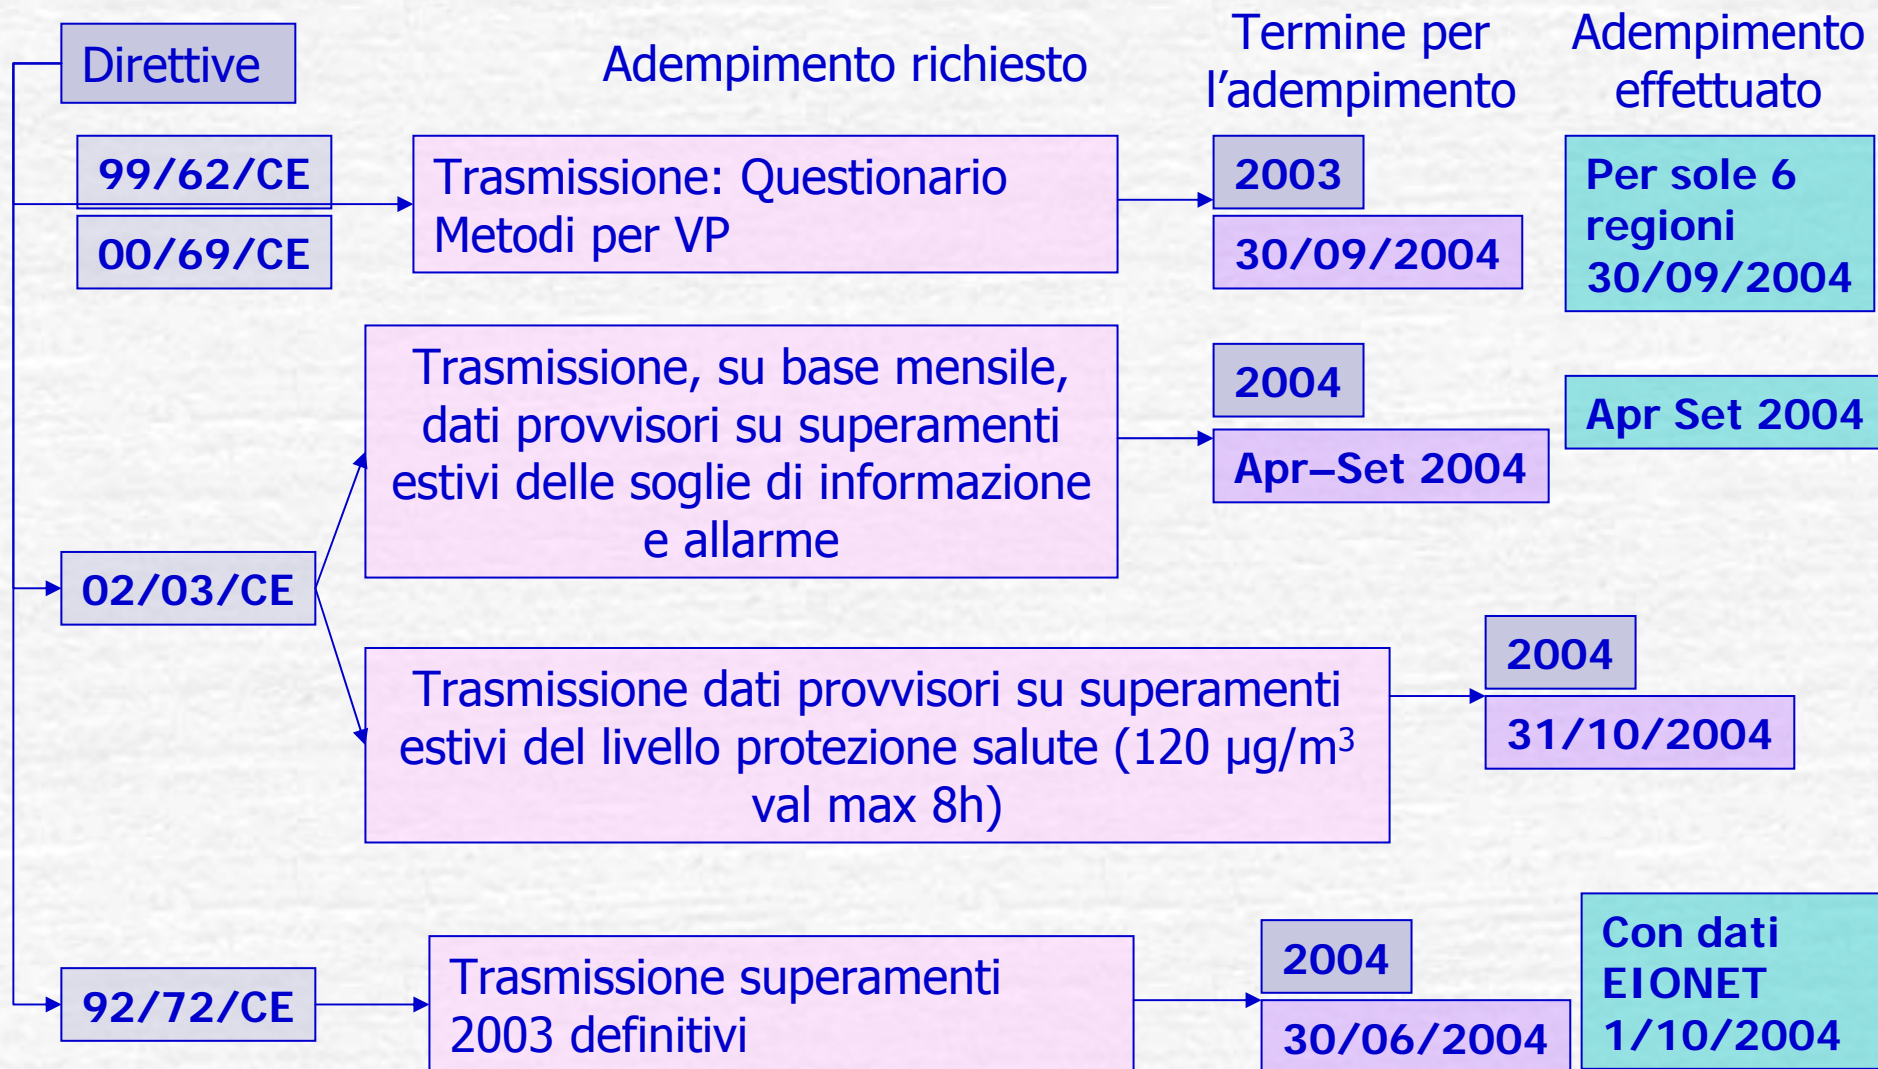 Direttive
Adempimento richiesto
Termine per
l’adempimento
Adempimento
effettuato
99/62/CE
00/69/CE
Trasmissione: Questionario
Metodi per VP
2003
30/09/2004
Per sole 6
regioni
30/09/2004
Trasmissione, su base mensile,
dati provvisori su superamenti
estivi delle soglie di informazione
e allarme
2004
Apr–Set 2004
Apr Set 2004
02/03/CE
Trasmissione dati provvisori su superamenti
estivi del livello protezione salute (120 µg/m³
val max 8h)
2004
31/10/2004
92/72/CE
Trasmissione superamenti
2003 definitivi
2004
30/06/2004
Con dati
EIONET
1/10/2004